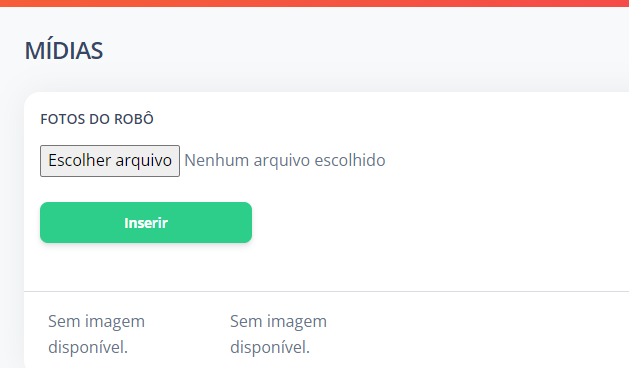 MÍDIAS
FOTOS DO ROBÔ
Escolher arquivo Nenhum arquivo escolhido
Inserir
Sem imagem disponível.
Sem imagem disponível.